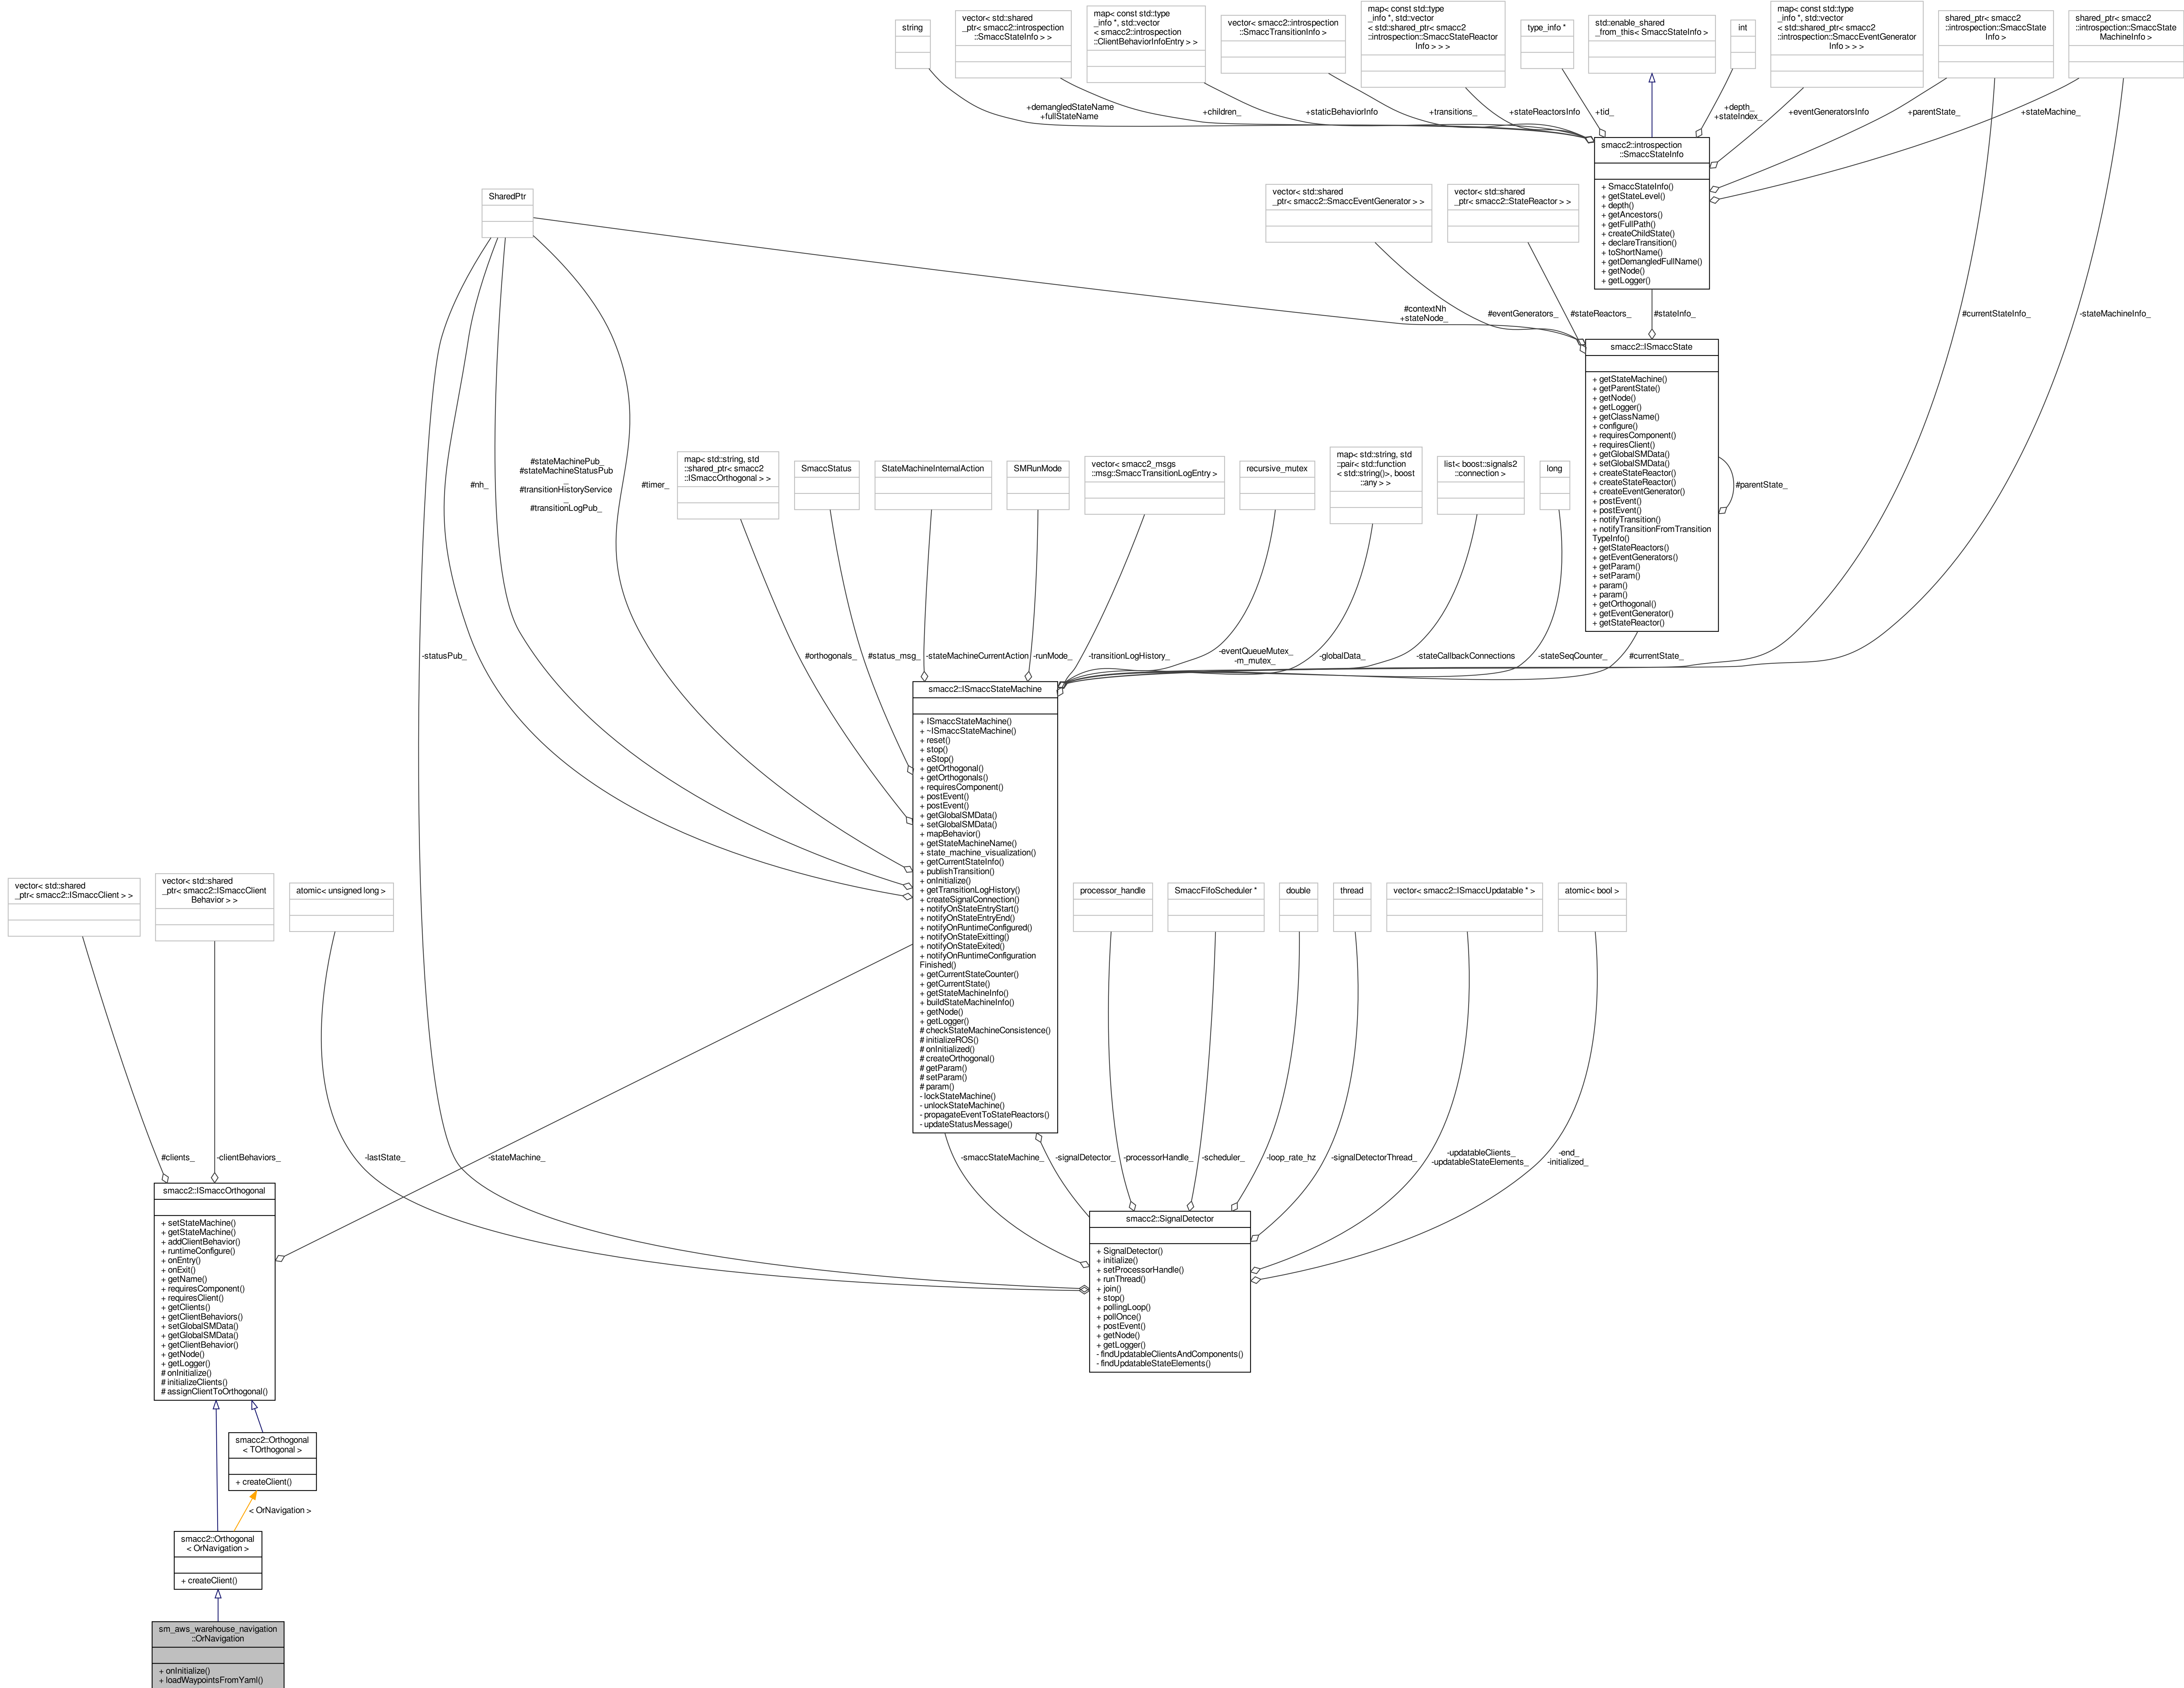 string
vector< std::shared
_ptr< smacc2::introspection
::SmaccStateInfo > >
map< const std::type
_info *, std::vector
< smacc2::introspection
::ClientBehaviorInfoEntry > >
vector< smacc2::introspection
::SmaccTransitionInfo >
map< const std::type
_info *, std::vector
< std::shared_ptr< smacc2
::introspection::SmaccStateReactor
Info > > >
type_info *
std::enable_shared
_from_this< SmaccStateInfo >
int
map< const std::type
_info *, std::vector
< std::shared_ptr< smacc2
::introspection::SmaccEventGenerator
Info > > >
shared_ptr< smacc2
::introspection::SmaccState
Info >
shared_ptr< smacc2
::introspection::SmaccState
MachineInfo >
+demangledStateName
+fullStateName
+children_
+staticBehaviorInfo
+transitions_
+stateReactorsInfo
+tid_
+depth_
+stateIndex_
+eventGeneratorsInfo
+parentState_
+stateMachine_
smacc2::introspection
::SmaccStateInfo
+ SmaccStateInfo()
+ getStateLevel()
+ depth()
+ getAncestors()
+ getFullPath()
+ createChildState()
+ declareTransition()
+ toShortName()
+ getDemangledFullName()
+ getNode()
+ getLogger()
SharedPtr
vector< std::shared
_ptr< smacc2::SmaccEventGenerator > >
vector< std::shared
_ptr< smacc2::StateReactor > >
#contextNh
+stateNode_
#eventGenerators_
#stateReactors_
#stateInfo_
#currentStateInfo_
-stateMachineInfo_
smacc2::ISmaccState
+ getStateMachine()
+ getParentState()
+ getNode()
+ getLogger()
+ getClassName()
+ configure()
+ requiresComponent()
+ requiresClient()
+ getGlobalSMData()
+ setGlobalSMData()
+ createStateReactor()
+ createStateReactor()
+ createEventGenerator()
+ postEvent()
+ postEvent()
+ notifyTransition()
+ notifyTransitionFromTransition
TypeInfo()
+ getStateReactors()
+ getEventGenerators()
+ getParam()
+ setParam()
+ param()
+ param()
+ getOrthogonal()
+ getEventGenerator()
+ getStateReactor()
#parentState_
#nh_
#stateMachinePub_
#stateMachineStatusPub
_
#transitionHistoryService
_
#transitionLogPub_
#timer_
map< std::string, std
::shared_ptr< smacc2
::ISmaccOrthogonal > >
SmaccStatus
StateMachineInternalAction
SMRunMode
vector< smacc2_msgs
::msg::SmaccTransitionLogEntry >
recursive_mutex
map< std::string, std
::pair< std::function
< std::string()>, boost
::any > >
list< boost::signals2
::connection >
long
-statusPub_
#orthogonals_
#status_msg_
-stateMachineCurrentAction
-runMode_
-transitionLogHistory_
-eventQueueMutex_
-m_mutex_
-globalData_
-stateCallbackConnections
-stateSeqCounter_
#currentState_
smacc2::ISmaccStateMachine
+ ISmaccStateMachine()
+ ~ISmaccStateMachine()
+ reset()
+ stop()
+ eStop()
+ getOrthogonal()
+ getOrthogonals()
+ requiresComponent()
+ postEvent()
+ postEvent()
+ getGlobalSMData()
+ setGlobalSMData()
+ mapBehavior()
+ getStateMachineName()
+ state_machine_visualization()
+ getCurrentStateInfo()
+ publishTransition()
+ onInitialize()
+ getTransitionLogHistory()
+ createSignalConnection()
+ notifyOnStateEntryStart()
+ notifyOnStateEntryEnd()
+ notifyOnRuntimeConfigured()
+ notifyOnStateExitting()
+ notifyOnStateExited()
+ notifyOnRuntimeConfiguration
Finished()
+ getCurrentStateCounter()
+ getCurrentState()
+ getStateMachineInfo()
+ buildStateMachineInfo()
+ getNode()
+ getLogger()
# checkStateMachineConsistence()
# initializeROS()
# onInitialized()
# createOrthogonal()
# getParam()
# setParam()
# param()
- lockStateMachine()
- unlockStateMachine()
- propagateEventToStateReactors()
- updateStatusMessage()
vector< std::shared
_ptr< smacc2::ISmaccClient > >
vector< std::shared
_ptr< smacc2::ISmaccClient
Behavior > >
atomic< unsigned long >
processor_handle
SmaccFifoScheduler *
double
thread
vector< smacc2::ISmaccUpdatable * >
atomic< bool >
#clients_
-clientBehaviors_
-lastState_
-stateMachine_
-smaccStateMachine_
-signalDetector_
-processorHandle_
-scheduler_
-loop_rate_hz
-signalDetectorThread_
-updatableClients_
-updatableStateElements_
-end_
-initialized_
smacc2::ISmaccOrthogonal
+ setStateMachine()
+ getStateMachine()
+ addClientBehavior()
+ runtimeConfigure()
+ onEntry()
+ onExit()
+ getName()
+ requiresComponent()
+ requiresClient()
+ getClients()
+ getClientBehaviors()
+ setGlobalSMData()
+ getGlobalSMData()
+ getClientBehavior()
+ getNode()
+ getLogger()
# onInitialize()
# initializeClients()
# assignClientToOrthogonal()
smacc2::SignalDetector
+ SignalDetector()
+ initialize()
+ setProcessorHandle()
+ runThread()
+ join()
+ stop()
+ pollingLoop()
+ pollOnce()
+ postEvent()
+ getNode()
+ getLogger()
- findUpdatableClientsAndComponents()
- findUpdatableStateElements()
smacc2::Orthogonal
< TOrthogonal >
+ createClient()
< OrNavigation >
smacc2::Orthogonal
< OrNavigation >
+ createClient()
sm_aws_warehouse_navigation
::OrNavigation
+ onInitialize()
+ loadWaypointsFromYaml()